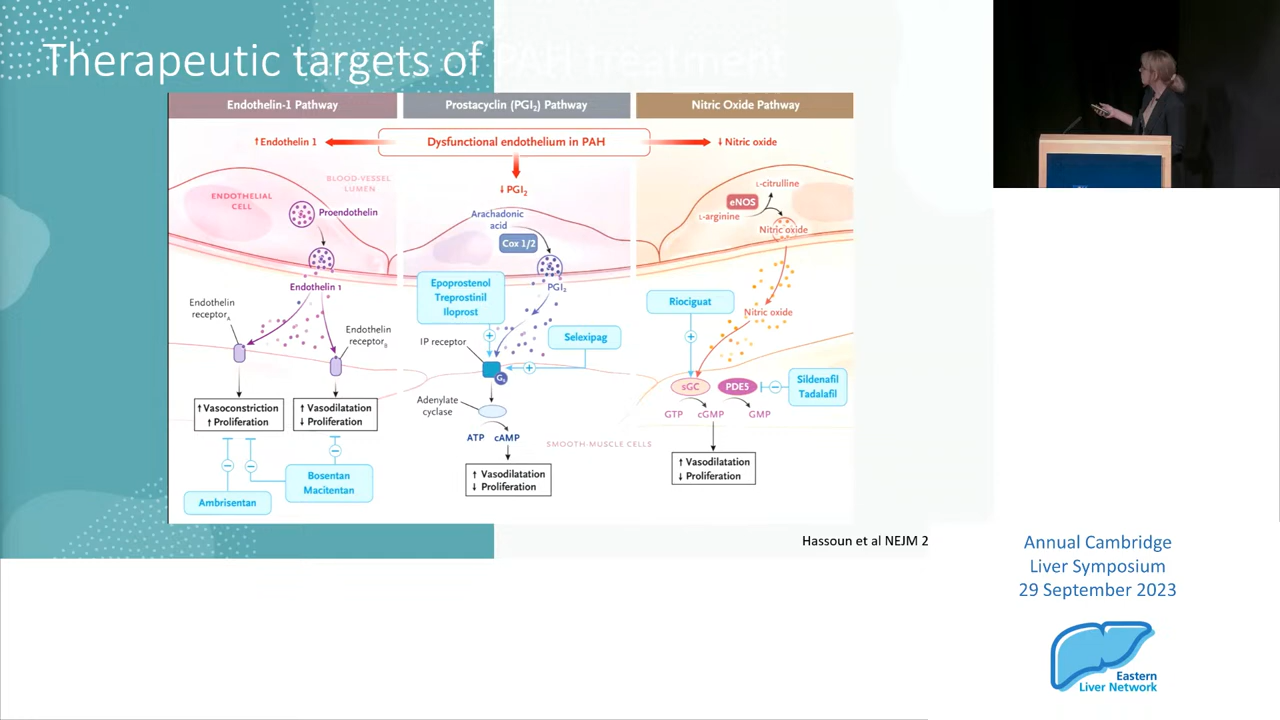 Therapeutic targets of PAH treatment
Endothelin-1 Pathway
Prostacyclin (PGI2) Pathway
Nitric Oxide Pathway
↑ Endothelin 1
Dysfunctional endothelium in PAH
↓ Nitric oxide
↓ PGI2
BLOOD-VESSEL
LUMEN
ENDOTHELIAL
CELL
Proendothelin
Endothelin 1
Endothelin
receptorA
Endothelin
receptorB
↑ Vasoconstriction
↑ Proliferation
↑ Vasodilatation
↓ Proliferation
Bosentan
Macitentan
Ambrisentan
Arachadonic
acid
Cox 1/2
PGI2
Epoprostenol
Treprostinil
Iloprost
Selexipag
IP receptor
Gs
Adenylate
cyclase
ATP cAMP
↑ Vasodilatation
↓ Proliferation
SMOOTH-MUSCLE CELLS
L-citrulline
eNOS
L-arginine
Nitric oxide
Riociguat
Nitric oxide
sGC
PDE5
Sildenafil
Tadalafil
GTP cGMP GMP
↑ Vasodilatation
↓ Proliferation
Hassoun et al NEJM 2
Annual Cambridge
Liver Symposium
29 September 2023
Eastern
Liver Network